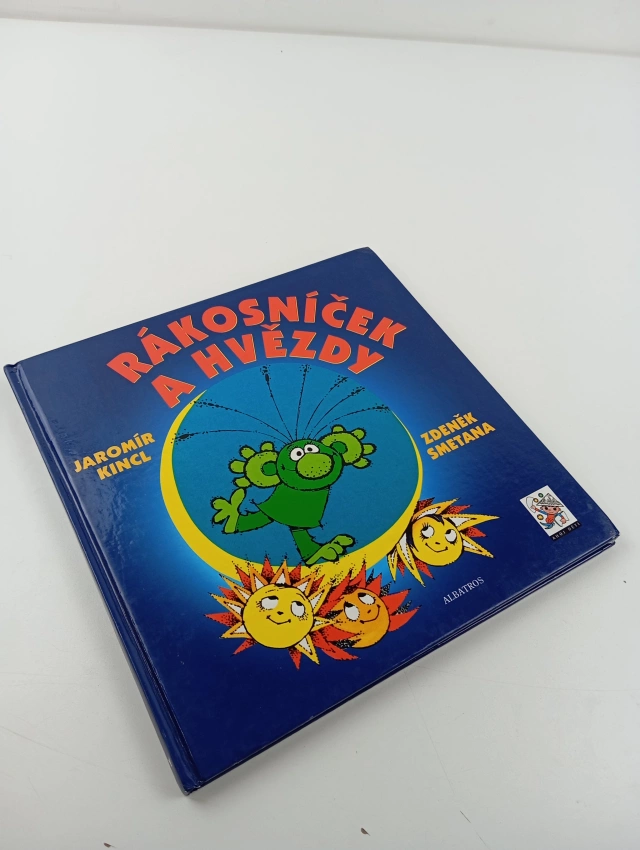 RÁKOSNÍČEK
A HVĚZDY
JAROMÍR
KINCL
ZDENĚK
SMETANA
ALBATROS